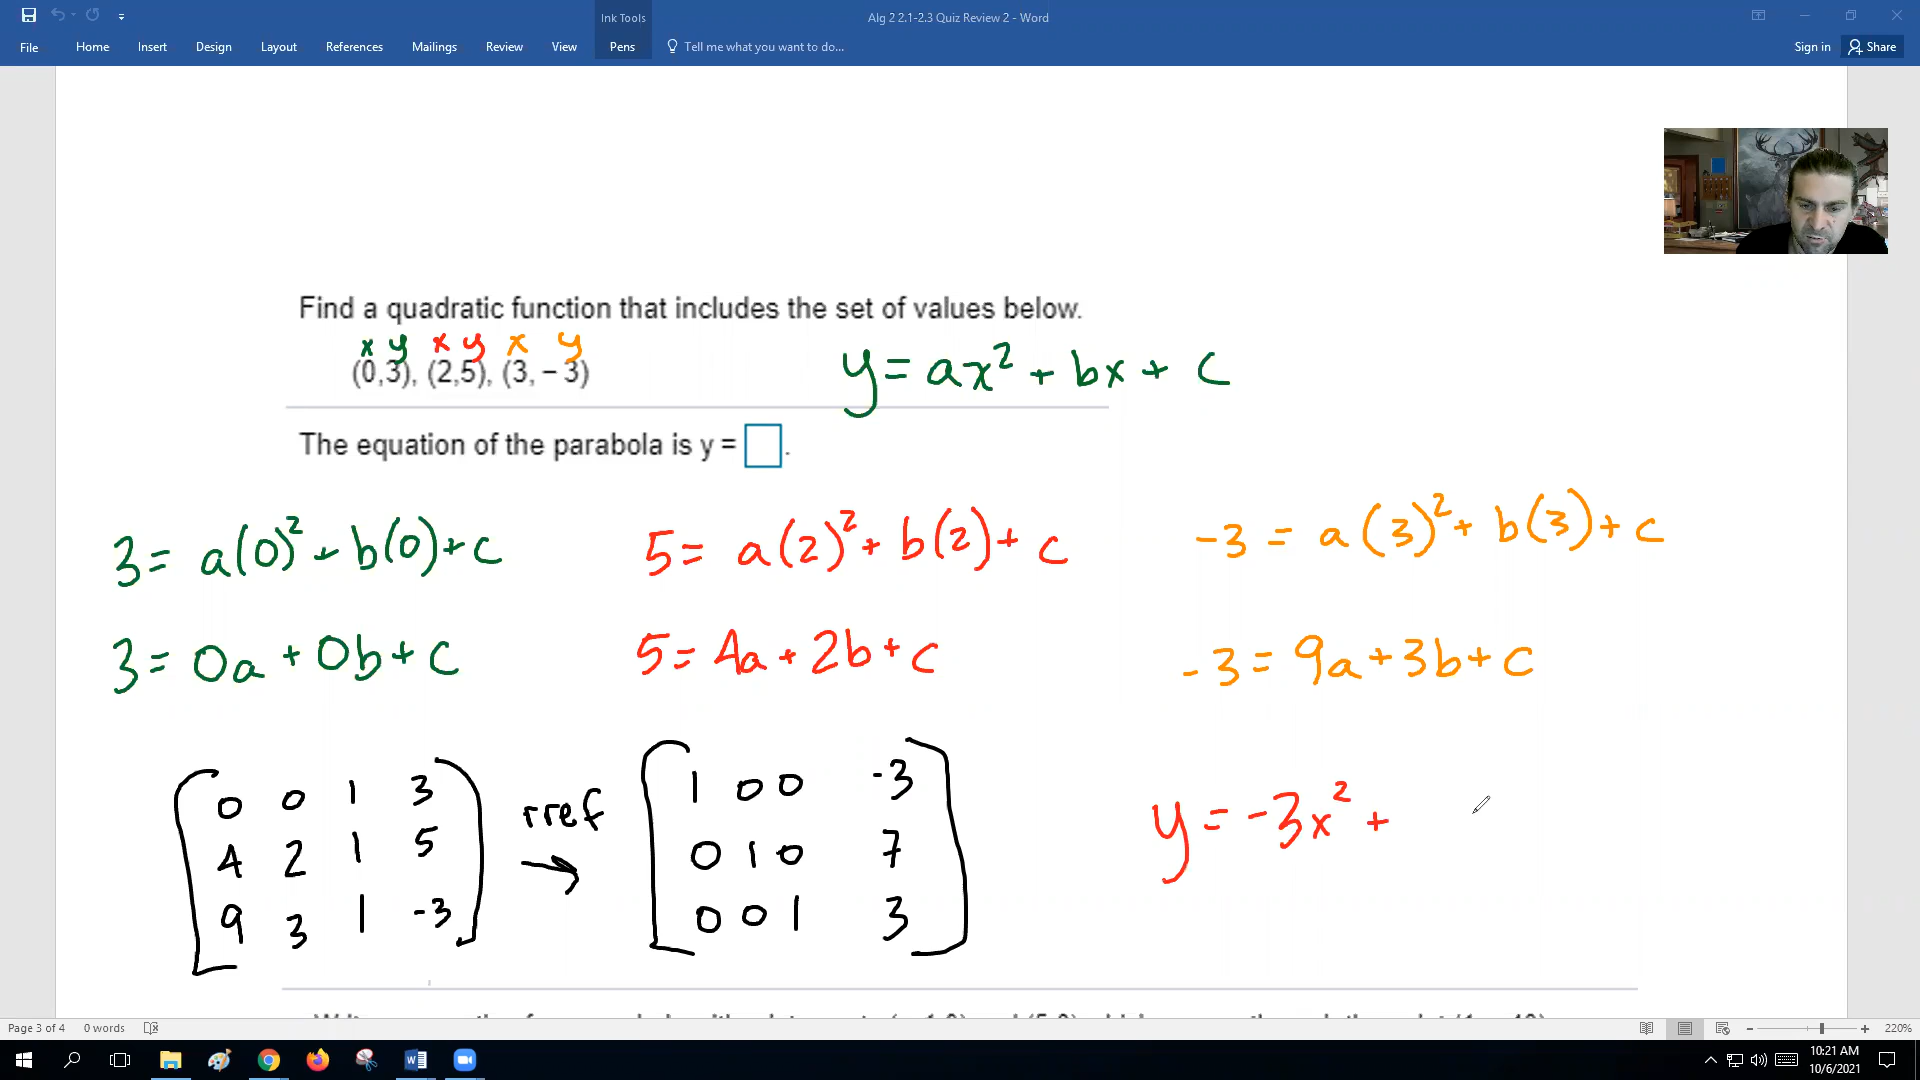 Ink Tools
Alg 2 2.1-2.3 Quiz Review 2 - Word
File Home Insert Design Layout References Mailings Review View Pens Tell me what you want to do... Sign in Share
Find a quadratic function that includes the set of values below.
x y x y x y
(0,3), (2,5), (3, − 3)
y = ax² + bx + c
The equation of the parabola is y = .
3 = a(0)² + b(0) + c 5 = a(2)² + b(2) + c -3 = a(3)² + b(3) + c
3 = 0a + 0b + c 5 = 4a + 2b + c -3 = 9a + 3b + c
0 0 1 3 rref 1 0 0 -3
4 2 1 5 → 0 1 0 7
9 3 1 -3 0 0 1 3
y = -3x² +
Page 3 of 4 0 words 220%
10:21 AM
10/6/2021